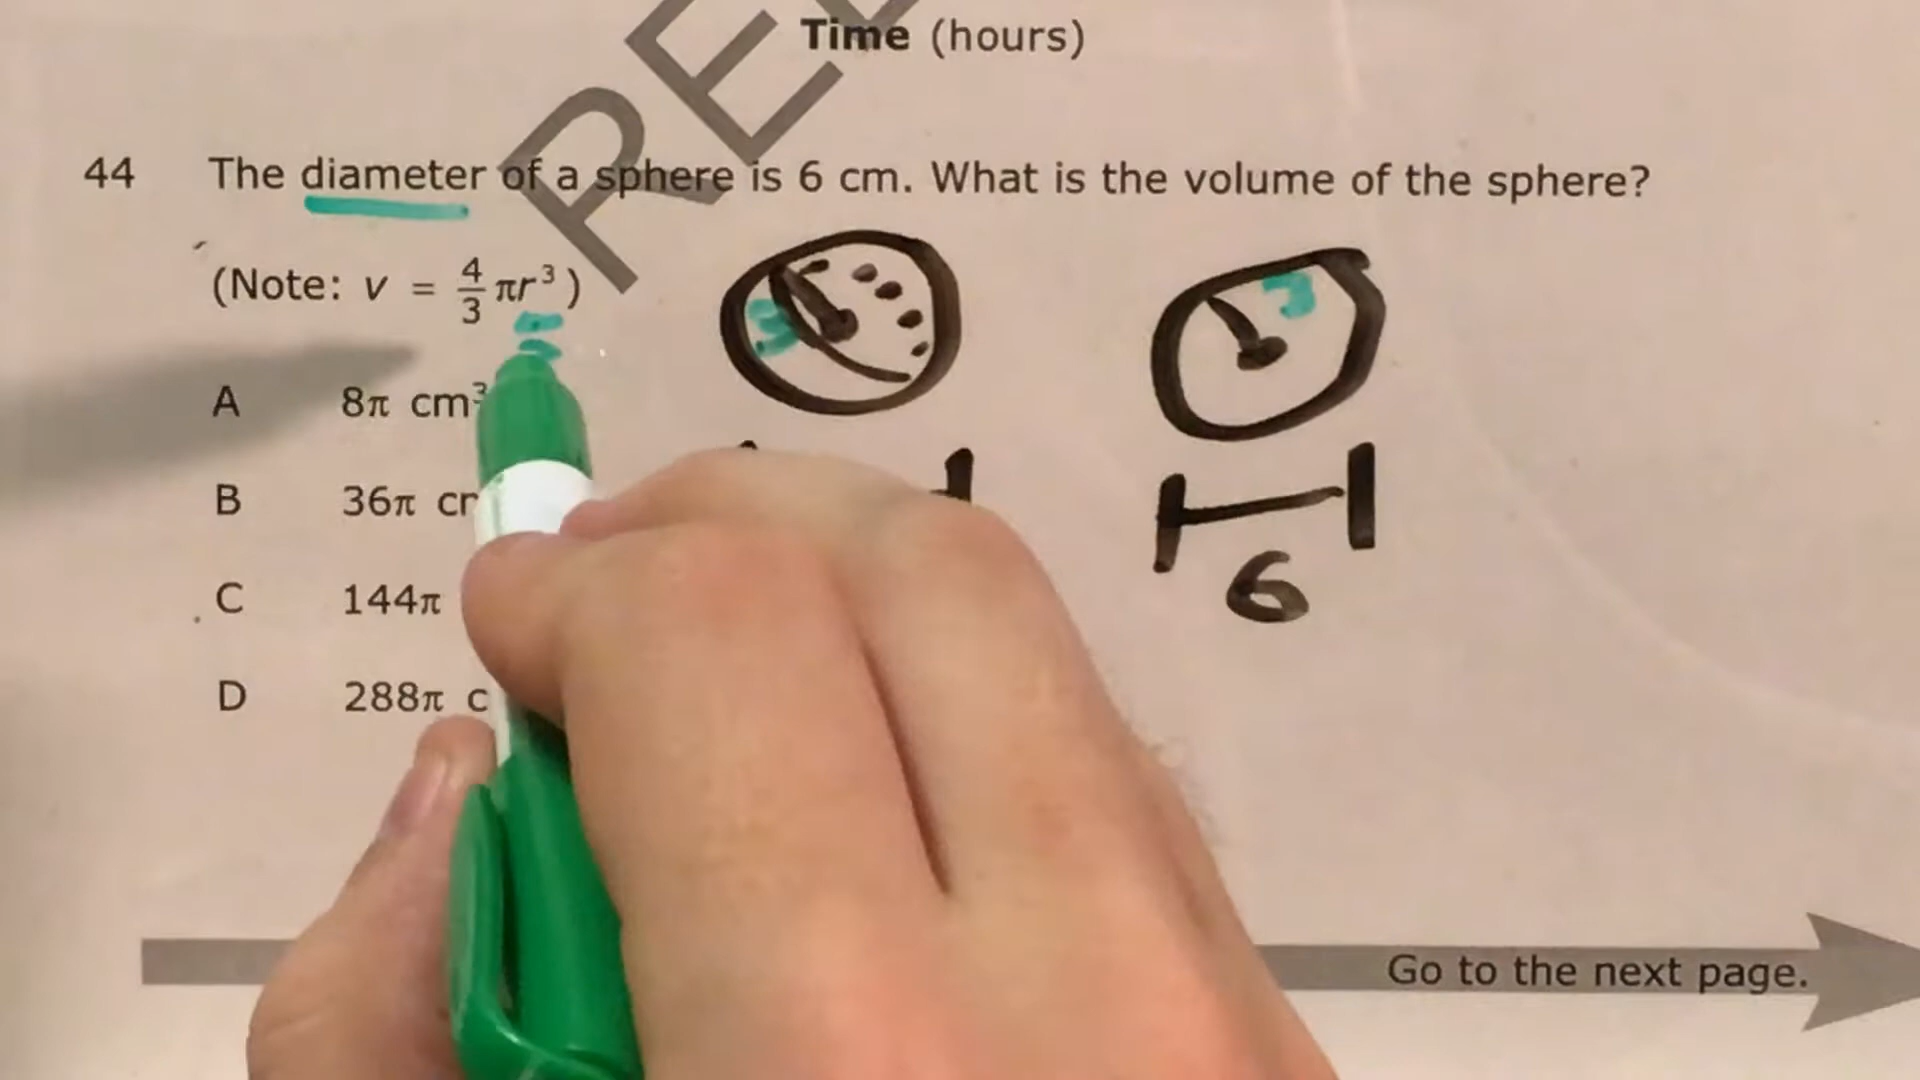 Time (hours)
44 The diameter of a sphere is 6 cm. What is the volume of the sphere?
(Note: v = 4/3 πr³)
3
3
A 8π cm³
B 36π
C 144π
6
D 288π c
Go to the next page.